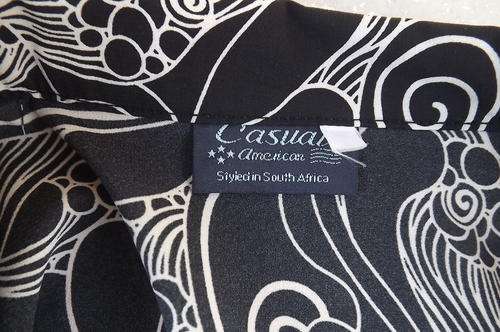 Casual
American
Styled in South Africa